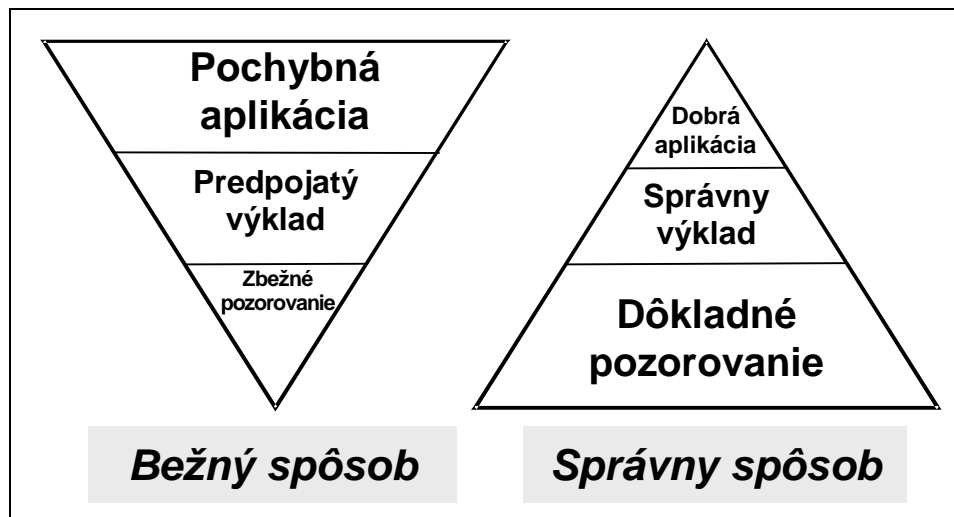 Pochybná
aplikácia
Predpojatý
výklad
Zbežné
pozorovanie
Bežný spôsob
Dobrá
aplikácia
Správny
výklad
Dôkladné
pozorovanie
Správny spôsob